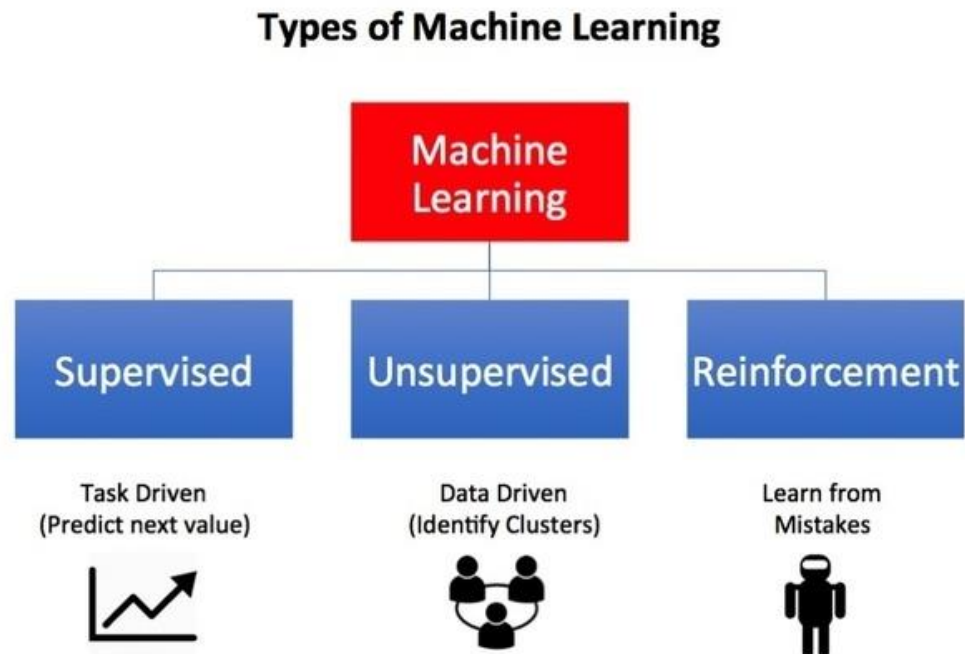 Types of Machine Learning
Machine
Learning
Supervised
Unsupervised
Reinforcement
Task Driven
(Predict next value)
Data Driven
(Identify Clusters)
Learn from
Mistakes